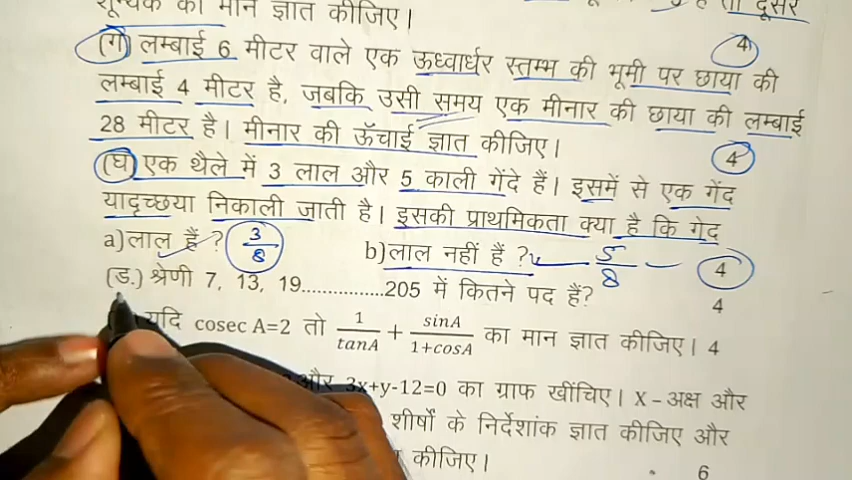 शून्यक का मान ज्ञात कीजिए।
तो दूसरे
(ग) लम्बाई 6 मीटर वाले एक ऊध्वार्धर स्तम्भ की भूमी पर छाया की 4
लम्बाई 4 मीटर है, जबकि उसी समय एक मीनार की छाया की लम्बाई
28 मीटर है। मीनार की ऊँचाई ज्ञात कीजिए।
(घ) एक थैले में 3 लाल और 5 काली गेंदे हैं। इसमें से एक गेंद 4
यादृच्छया निकाली जाती है। इसकी प्राथमिकता क्या है कि गेद
a)लाल हैं ? 3/8 b)लाल नहीं हैं ? 5/8 4
(ड.) श्रेणी 7, 13, 19................205 में कितने पद हैं? 4
यदि cosec A=2 तो 1/tanA + sinA/1+cosA का मान ज्ञात कीजिए। 4
और 3x+y-12=0 का ग्राफ खींचिए। X – अक्ष और
शीर्षों के निर्देशांक ज्ञात कीजिए और
कीजिए। 6